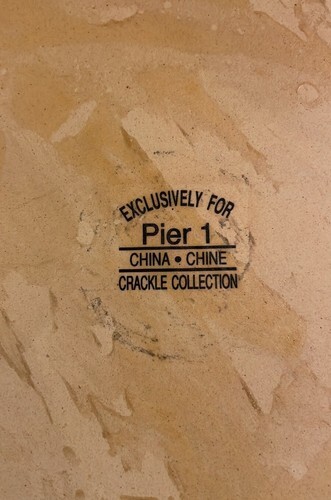 EXCLUSIVELY FOR
Pier 1
CHINA • CHINE
CRACKLE COLLECTION